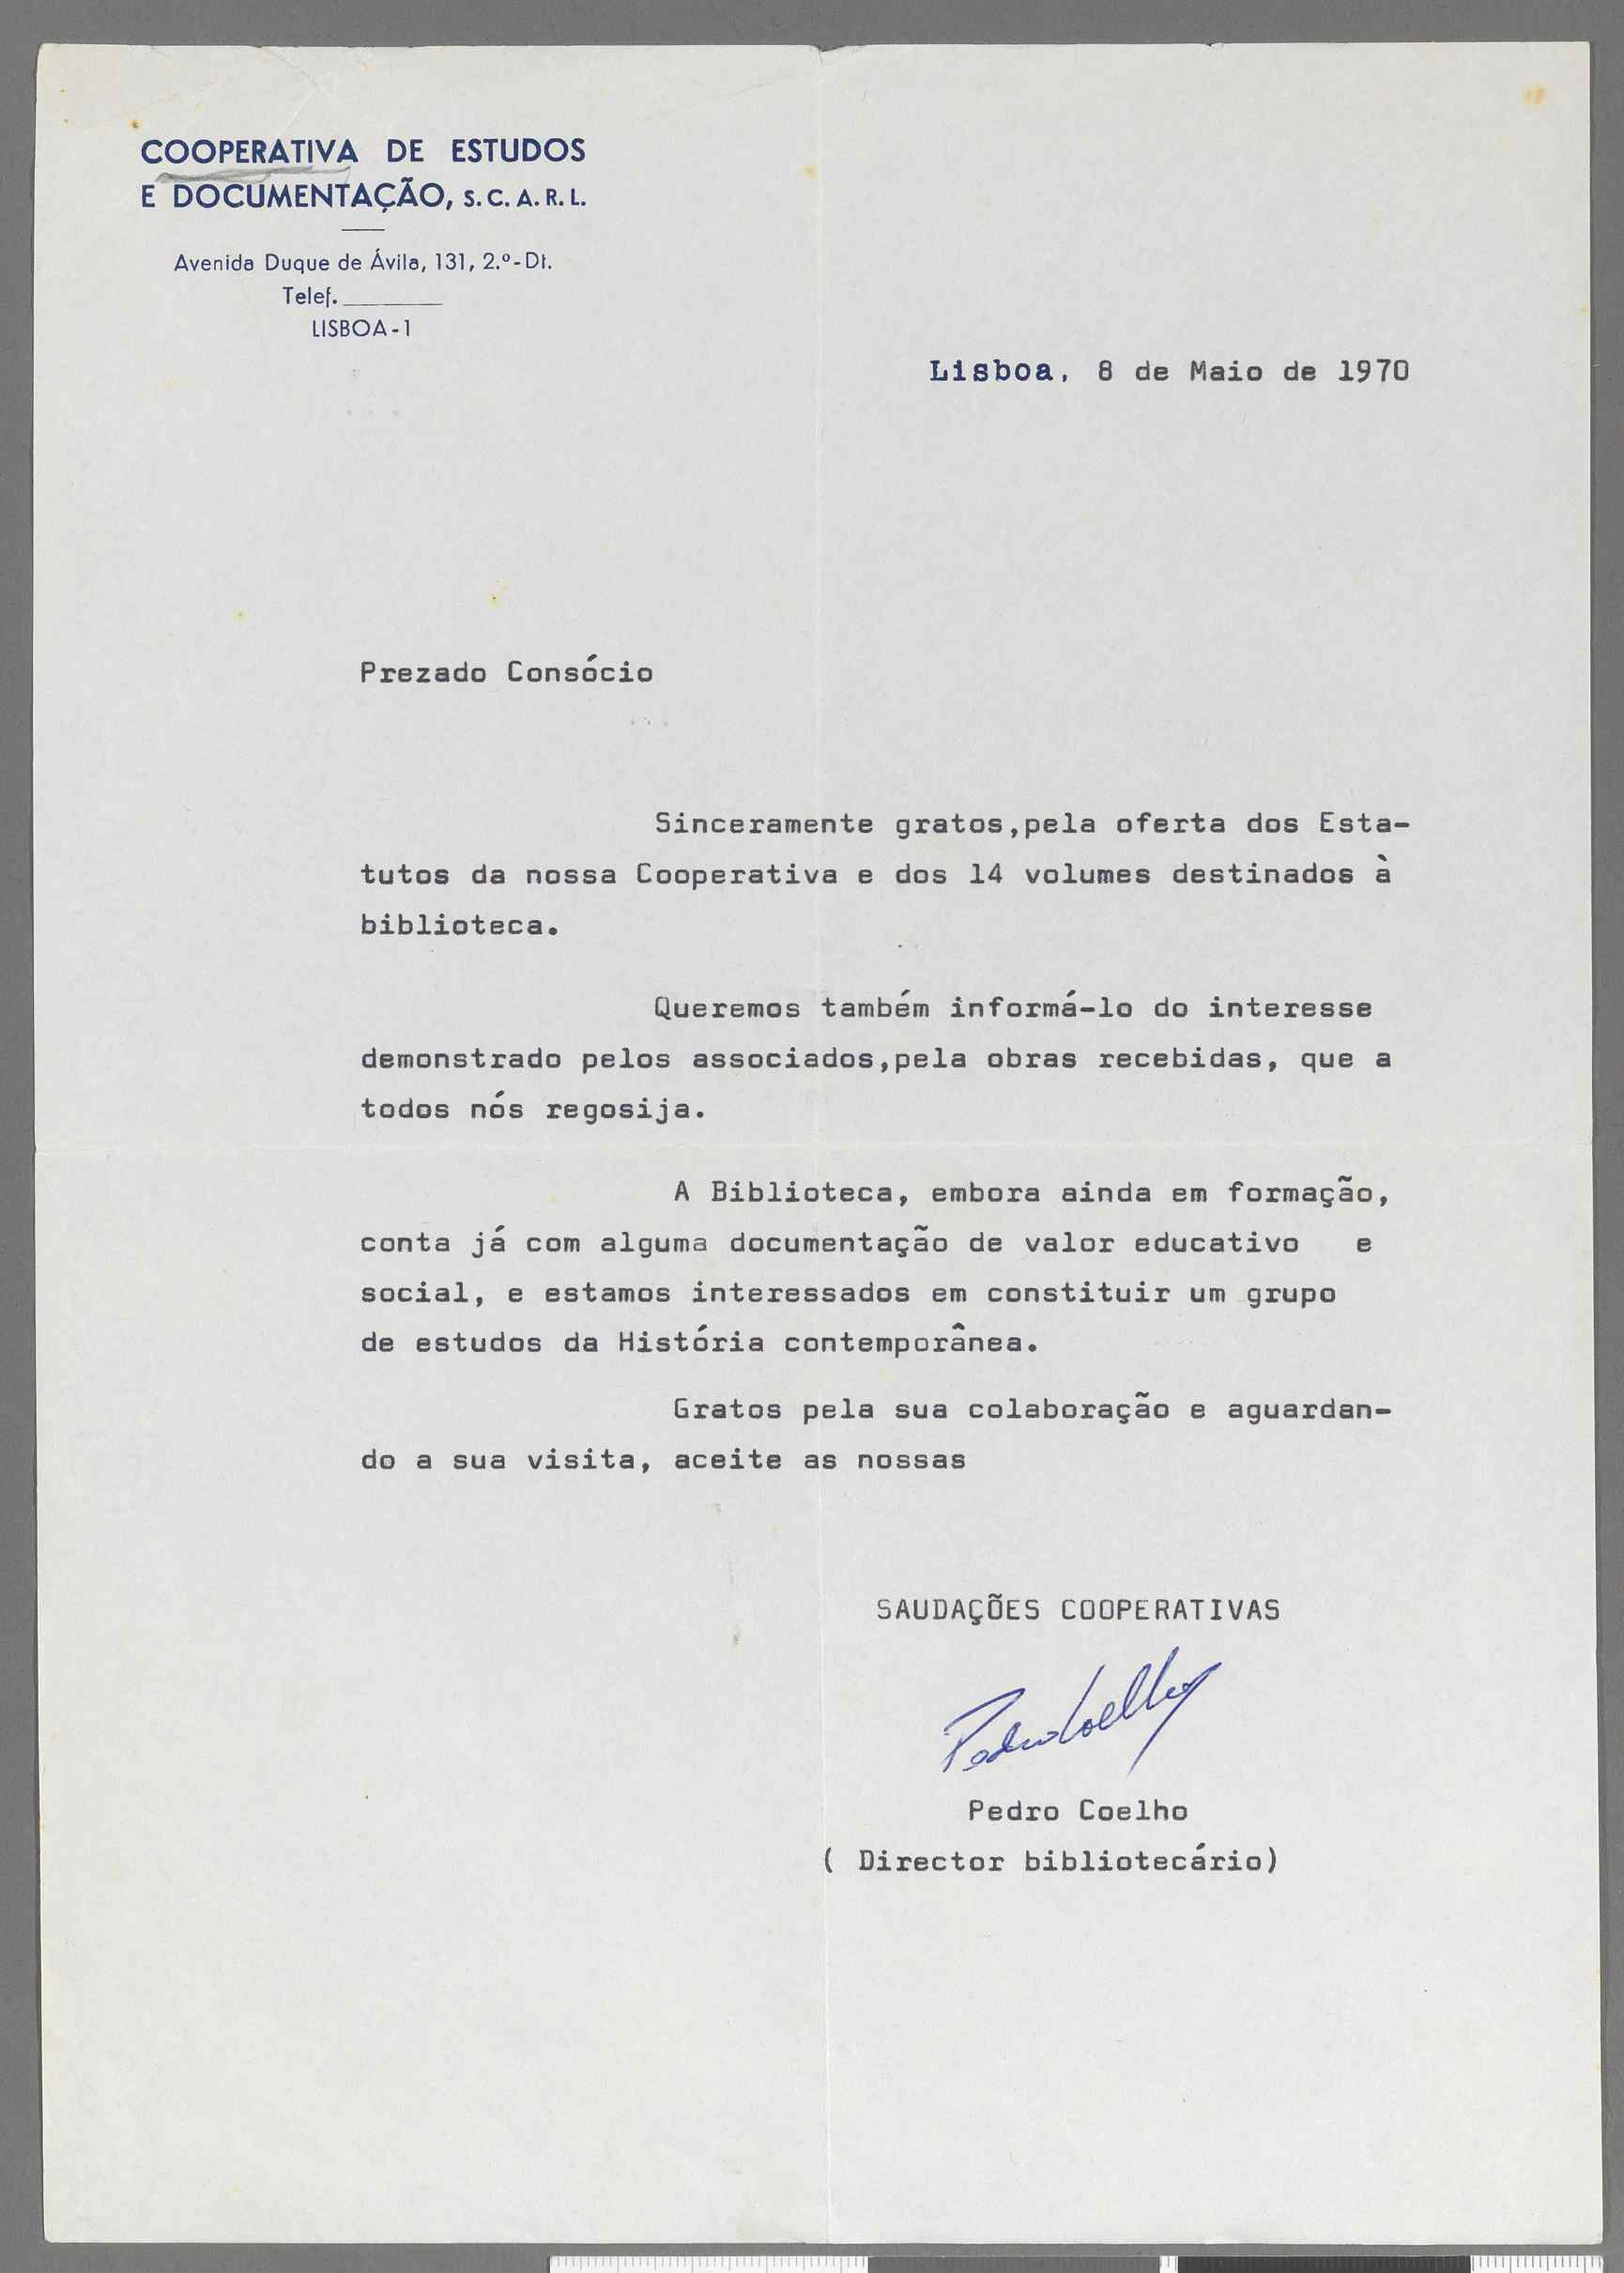 COOPERATIVA DE ESTUDOS
E DOCUMENTAÇÃO, S. C. A. R. L.
Avenida Duque de Ávila, 131, 2.º-Dt.
Telef.
LISBOA-1
Lisboa, 8 de Maio de 1970
Prezado Consócio
Sinceramente gratos,pela oferta dos Esta-
tutos da nossa Cooperativa e dos 14 volumes destinados à
biblioteca.
Queremos também informá-lo do interesse
demonstrado pelos associados,pela obras recebidas, que a
todos nós regosija.
A Biblioteca, embora ainda em formação,
conta já com alguma documentação de valor educativo e
social, e estamos interessados em constituir um grupo
de estudos da História contemporânea.
Gratos pela sua colaboração e aguardan-
do a sua visita, aceite as nossas
SAUDAÇÕES COOPERATIVAS
Pedro Coelho
Pedro Coelho
( Director bibliotecário)